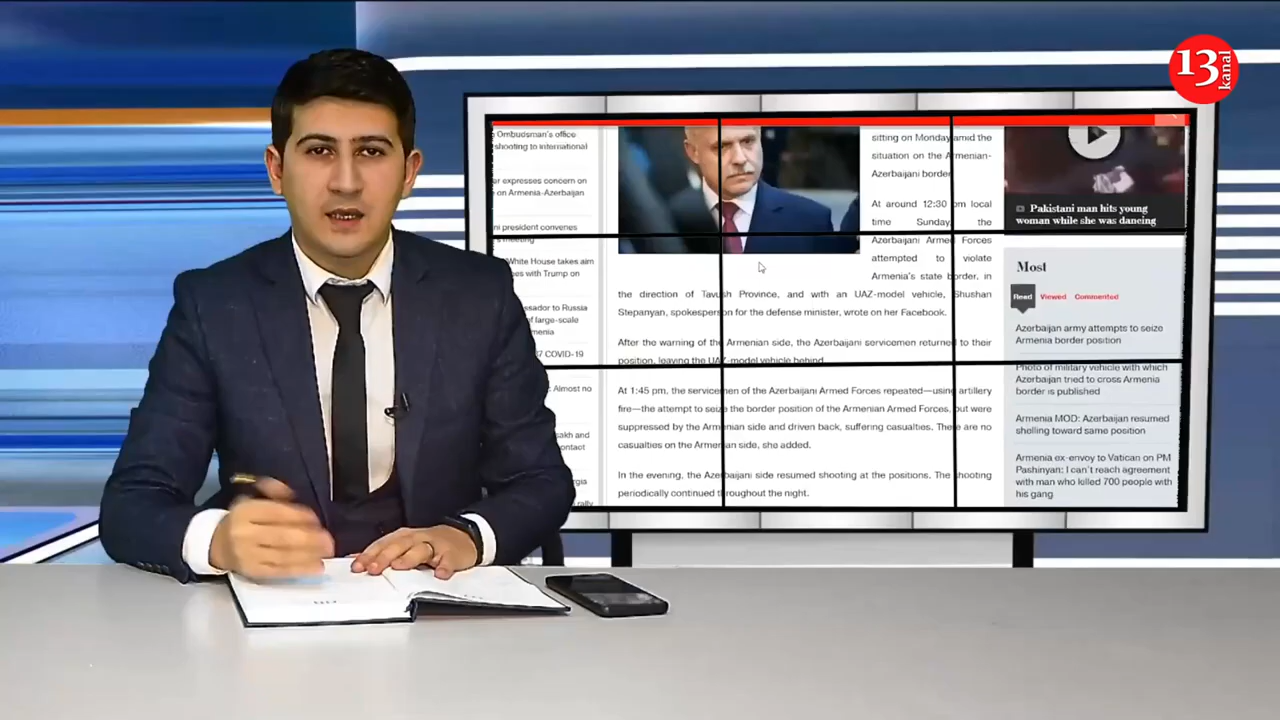 13
kanal
Ombudsman's office
shooting to international
er expresses concern on
on Armenia-Azerbaijan
ni president convenes
s meeting
White House takes aim
es with Trump on
sador to Russia
of large-scale
menia
7 COVID-19
: Almost no
akh and
contact
rgia
rally
sitting on Monday amid the
situation on the Armenian-
Azerbaijani border.
At around 12:30 pm local
time Sunday, the
Azerbaijani Armed Forces
attempted to violate
Armenia's state border, in
the direction of Tavush Province, and with an UAZ-model vehicle, Shushan
Stepanyan, spokesperson for the defense minister, wrote on her Facebook.
After the warning of the Armenian side, the Azerbaijani servicemen returned to their
position, leaving the UAZ-model vehicle behind.
At 1:45 pm, the servicemen of the Azerbaijani Armed Forces repeated—using artillery
fire—the attempt to seize the border position of the Armenian Armed Forces, but were
suppressed by the Armenian side and driven back, suffering casualties. There are no
casualties on the Armenian side, she added.
In the evening, the Azerbaijani side resumed shooting at the positions. The shooting
periodically continued throughout the night.
Pakistani man hits young
woman while she was dancing
Most
Read Viewed Commented
Azerbaijan army attempts to seize
Armenia border position
Photo of military vehicle with which
Azerbaijan tried to cross Armenia
border is published
Armenia MOD: Azerbaijan resumed
shelling toward same position
Armenia ex-envoy to Vatican on PM
Pashinyan: I can't reach agreement
with man who killed 700 people with
his gang